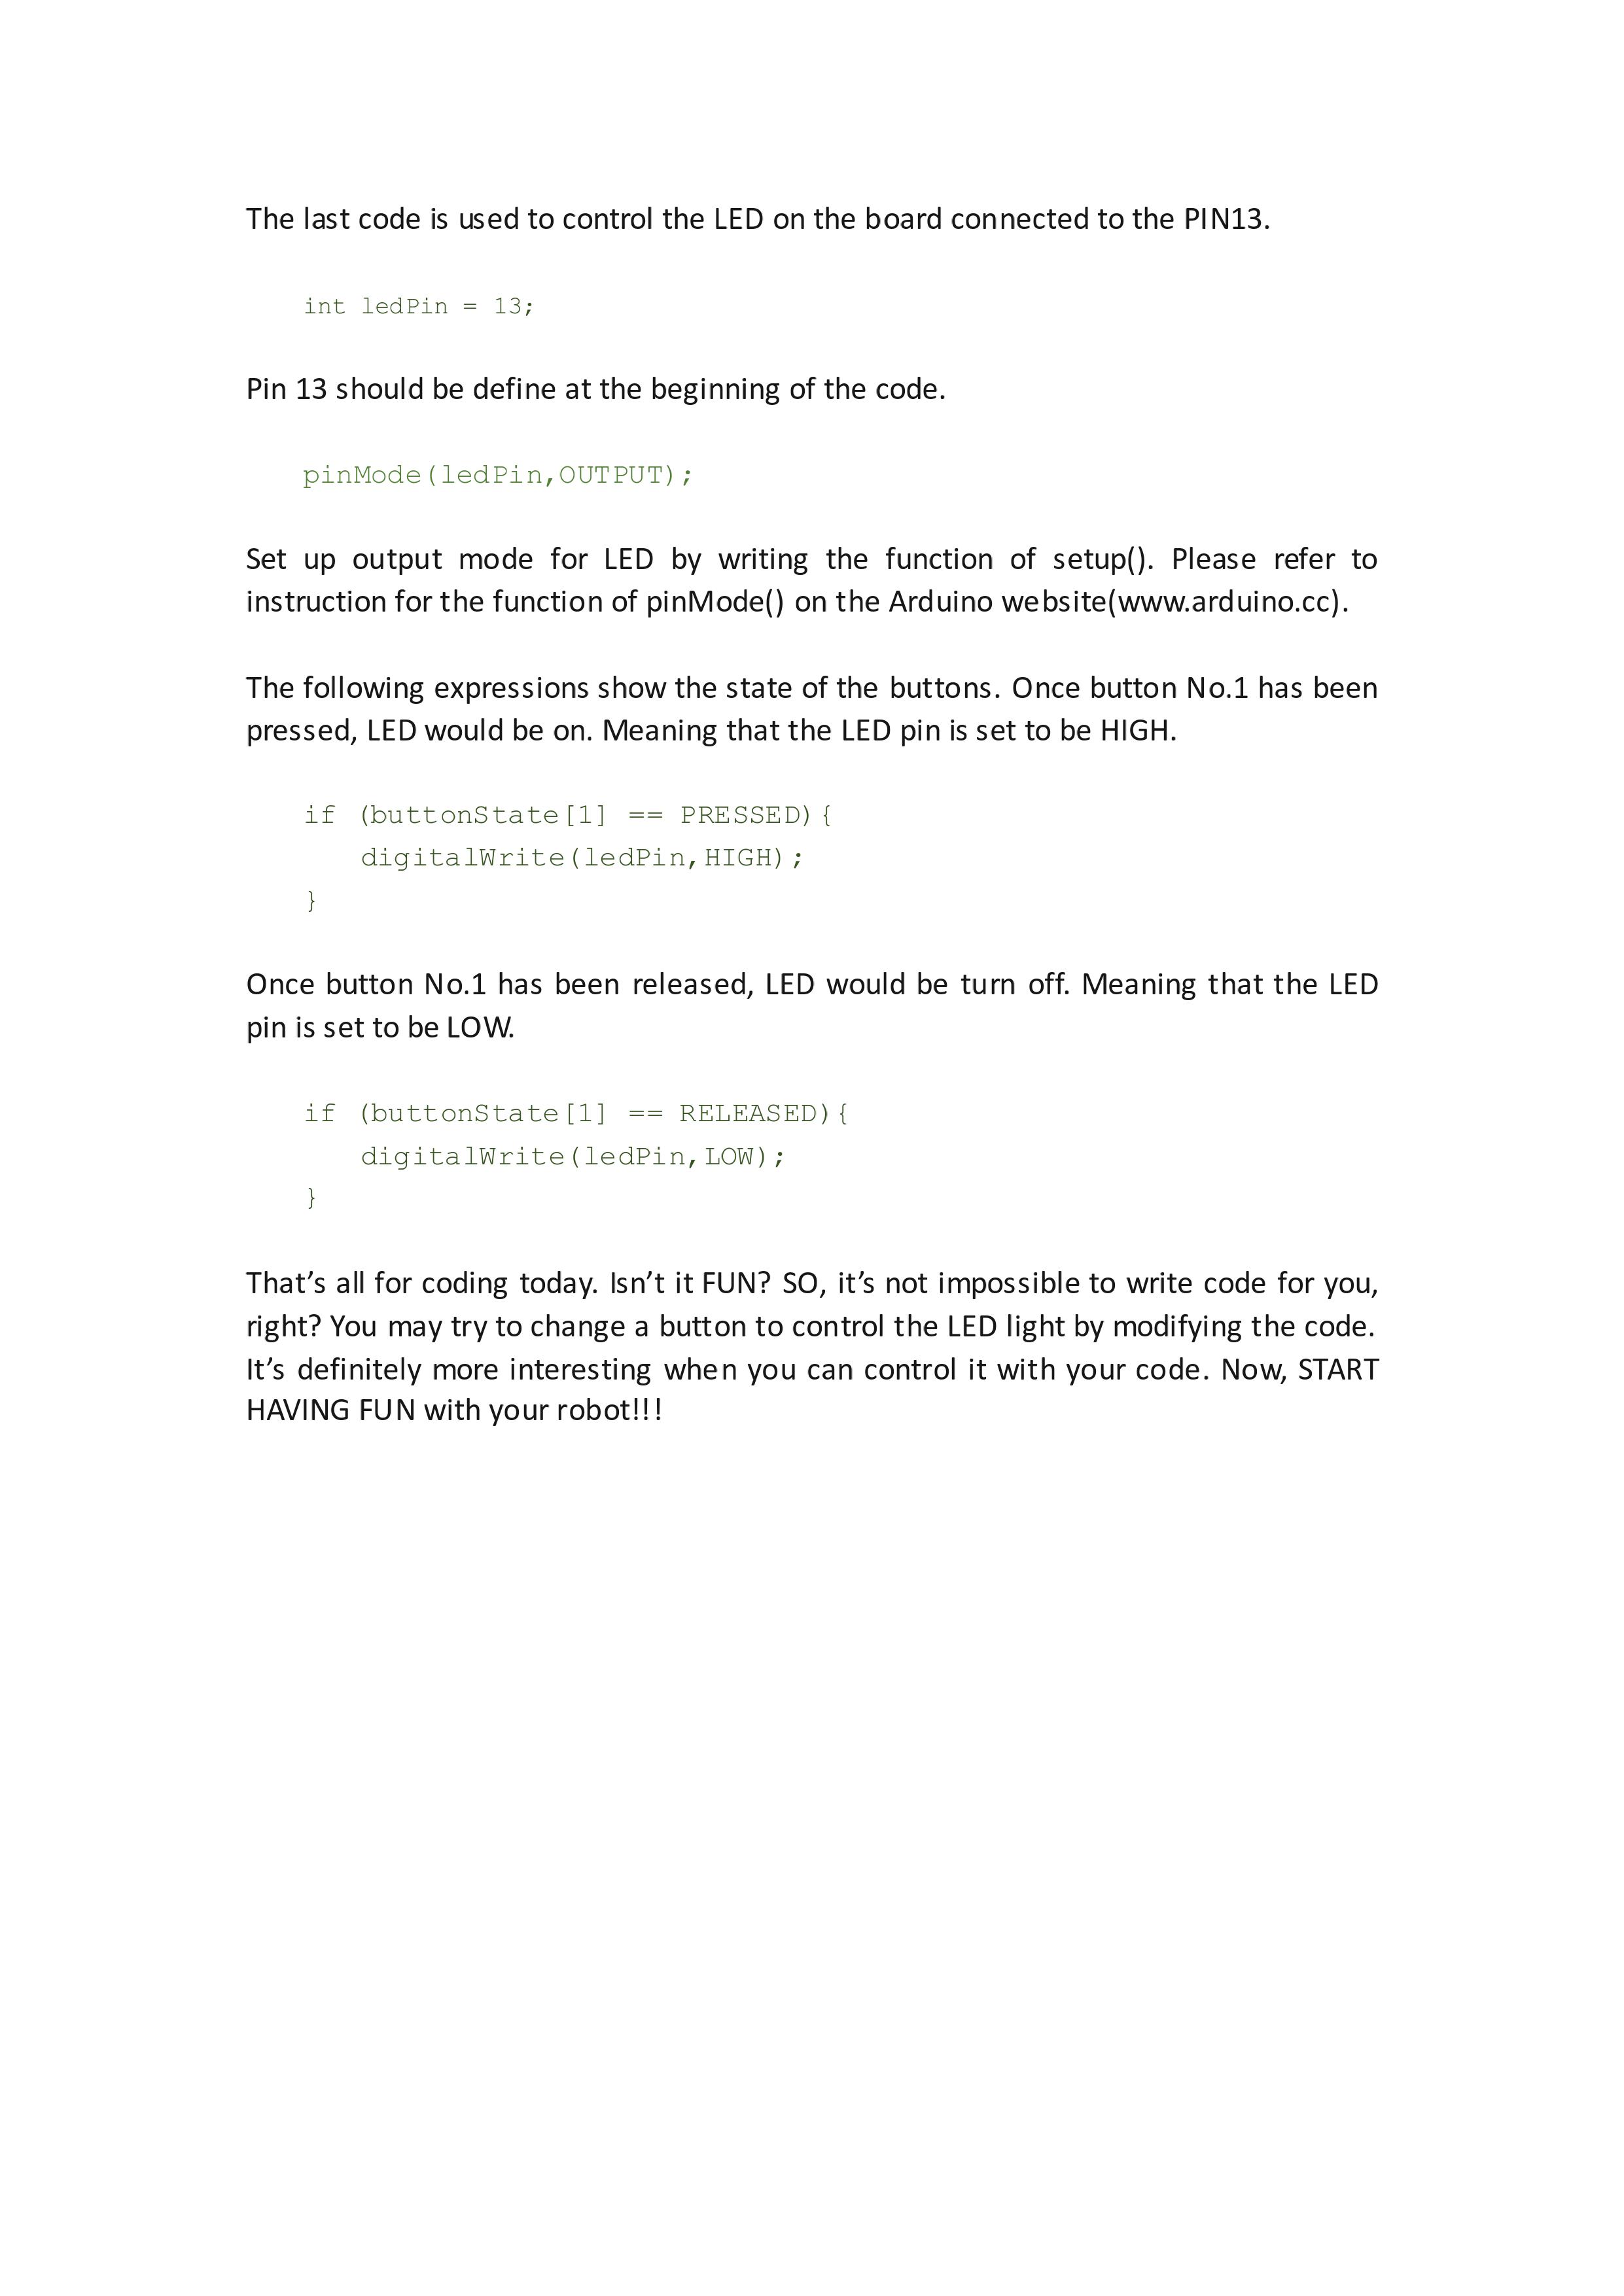 The last code is used to control the LED on the board connected to the PIN13.
int ledPin = 13;
Pin 13 should be define at the beginning of the code.
pinMode(ledPin,OUTPUT);
Set up output mode for LED by writing the function of setup(). Please refer to
instruction for the function of pinMode() on the Arduino website(www.arduino.cc).
The following expressions show the state of the buttons. Once button No.1 has been
pressed, LED would be on. Meaning that the LED pin is set to be HIGH.
if (buttonState[1] == PRESSED){
digitalWrite(ledPin,HIGH);
}
Once button No.1 has been released, LED would be turn off. Meaning that the LED
pin is set to be LOW.
if (buttonState[1] == RELEASED){
digitalWrite(ledPin,LOW);
}
That’s all for coding today. Isn’t it FUN? SO, it’s not impossible to write code for you,
right? You may try to change a button to control the LED light by modifying the code.
It’s definitely more interesting when you can control it with your code. Now, START
HAVING FUN with your robot!!!